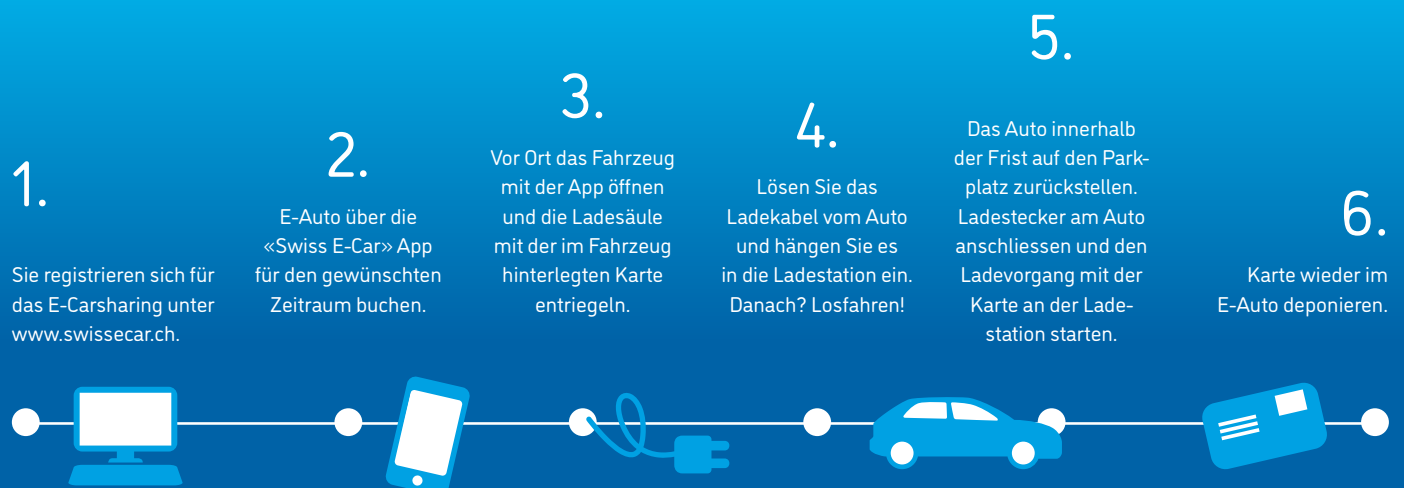 1.
Sie registrieren sich für
das E-Carsharing unter
www.swissecar.ch.
2.
E-Auto über die
«Swiss E-Car» App
für den gewünschten
Zeitraum buchen.
3.
Vor Ort das Fahrzeug
mit der App öffnen
und die Ladesäule
mit der im Fahrzeug
hinterlegten Karte
entriegeln.
4.
Lösen Sie das
Ladekabel vom Auto
und hängen Sie es
in die Ladestation ein.
Danach? Losfahren!
5.
Das Auto innerhalb
der Frist auf den Park-
platz zurückstellen.
Ladestecker am Auto
anschliessen und den
Ladevorgang mit der
Karte an der Lade-
station starten.
6.
Karte wieder im
E-Auto deponieren.